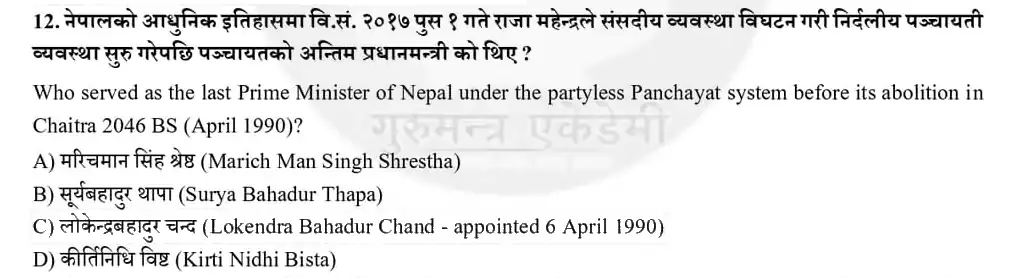 12. नेपालको आधुनिक इतिहासमा वि.सं. २०१७ पुस १ गते राजा महेन्द्रले संसदीय व्यवस्था विघटन गरी निर्दलीय पञ्चायती
व्यवस्था सुरु गरेपछि पञ्चायतको अन्तिम प्रधानमन्त्री को थिए ?
Who served as the last Prime Minister of Nepal under the partyless Panchayat system before its abolition in
Chaitra 2046 BS (April 1990)?
गुरुमन्त्र एकेडेमी
A) मरिचमान सिंह श्रेष्ठ (Marich Man Singh Shrestha)
B) सूर्यबहादुर थापा (Surya Bahadur Thapa)
C) लोकेन्द्रबहादुर चन्द (Lokendra Bahadur Chand - appointed 6 April 1990)
D) कीर्तिनिधि विष्ट (Kirti Nidhi Bista)